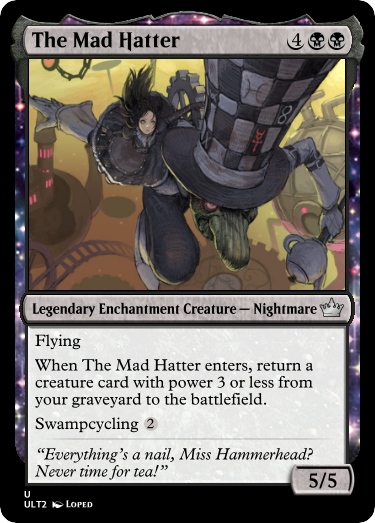 The Mad Hatter 4
Legendary Enchantment Creature — Nightmare
Flying
When The Mad Hatter enters, return a
creature card with power 3 or less from
your graveyard to the battlefield.
Swampcycling 2
“Everything's a nail, Miss Hammerhead?
Never time for tea!”
5/5
U
ULT2 Loped